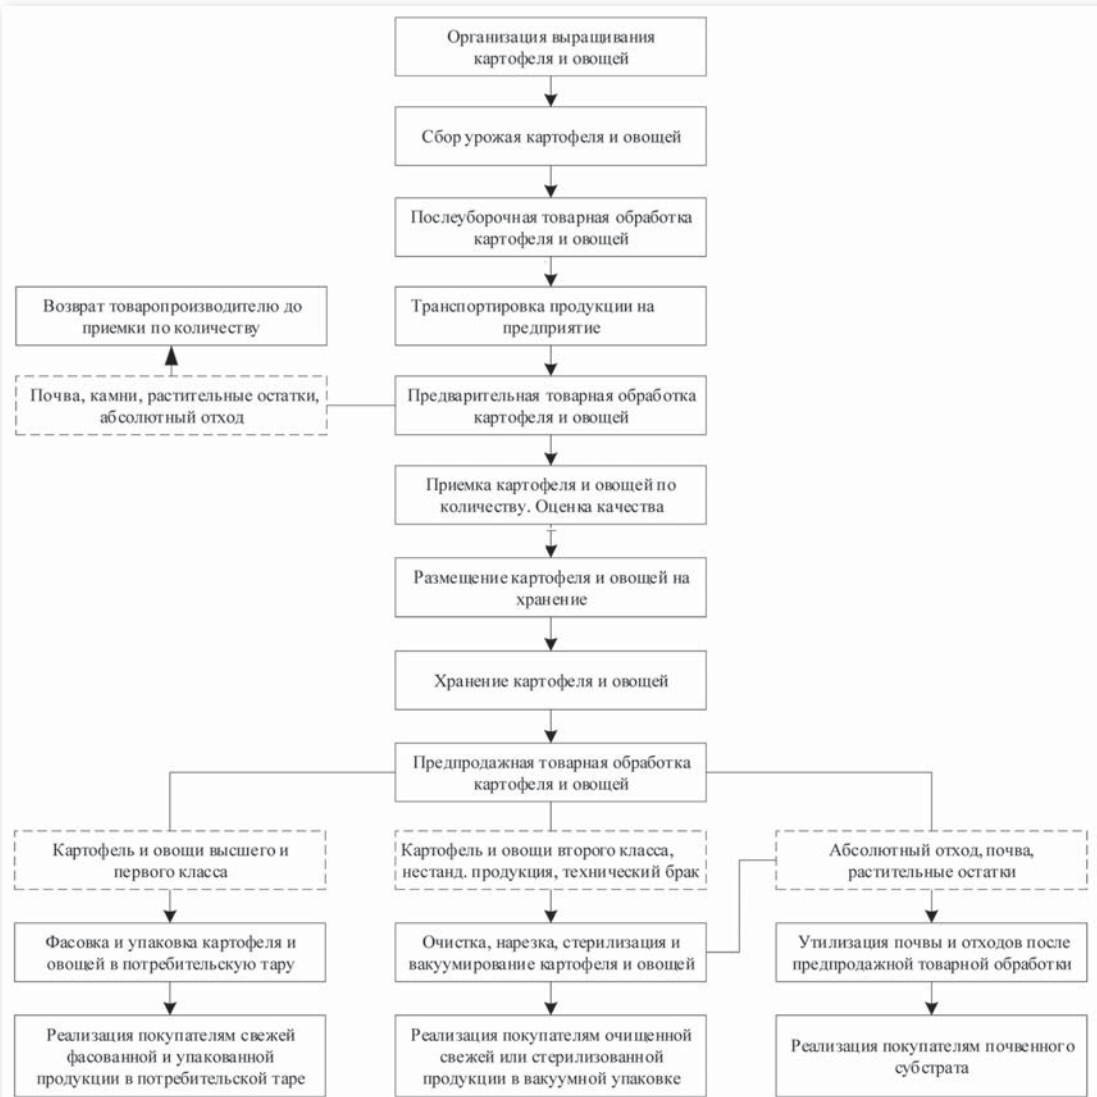 Организация выращивания
картофеля и овощей
Сбор урожая картофеля и овощей
Послеуборочная товарная обработка
картофеля и овощей
Возврат товаропроизводителю до
приемки по количеству
Транспортировка продукции на
предприятие
Почва, камни, растительные остатки,
абсолютный отход
Предварительная товарная обработка
картофеля и овощей
Приемка картофеля и овощей по
количеству. Оценка качества
Размещение картофеля и овощей на
хранение
Хранение картофеля и овощей
Предпродажная товарная обработка
картофеля и овощей
Картофель и овощи высшего и
первого класса
Картофель и овощи второго класса,
нестанд. продукция, технический брак
Абсолютный отход, почва,
растительные остатки
Фасовка и упаковка картофеля и
овощей в потребительскую тару
Очистка, нарезка, стерилизация и
вакуумирование картофеля и овощей
Утилизация почвы и отходов после
предпродажной товарной обработки
Реализация покупателям свежей
фасованной и упакованной
продукции в потребительской таре
Реализация покупателям очищенной
свежей или стерилизованной
продукции в вакуумной упаковке
Реализация покупателям почвенного
субстрата